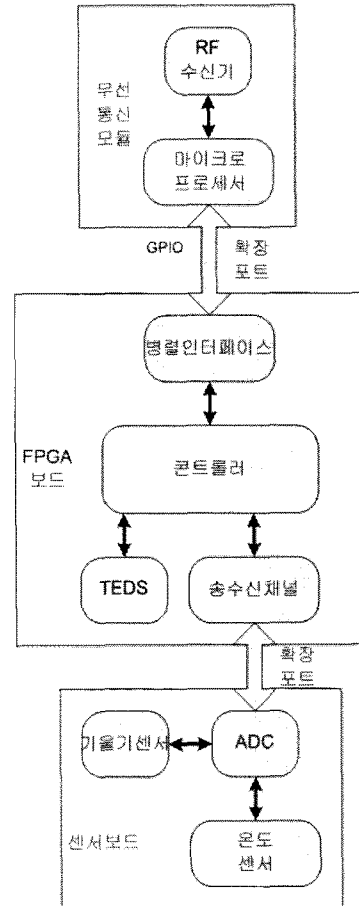 RF
수신기
무선
통신
모듈
마이크로
프로세서
GPIO
확장
포트
명령인터페이스
FPGA
보드
콘트롤러
TEDS
송수신채널
확장
포트
기울기센서
ADC
센서보드
온도
센서